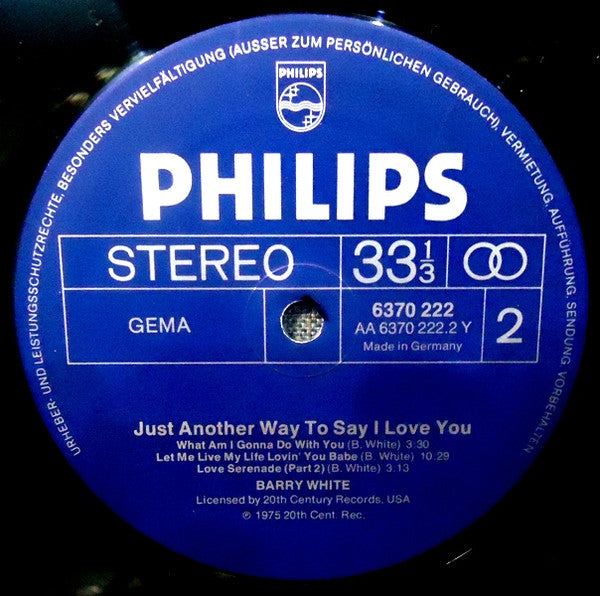 URHEBER- UND LEISTUNGSSCHUTZRECHTE, BESONDERS VERVIELFÄLTIGUNG (AUSSER ZUM PERSÖNLICHEN GEBRAUCH), VERMIETUNG, AUFFÜHRUNG, SENDUNG VORBEHALTEN
PHILIPS
PHILIPS
STEREO 33 1/3
GEMA
6370 222
AA 6370 222.2 Y
Made in Germany
2
Just Another Way To Say I Love You
What Am I Gonna Do With You (B. White) 3:30
Let Me Live My Life Lovin' You Babe (B. White) 10:29
Love Serenade (Part 2) (B. White) 3.13
BARRY WHITE
Licensed by 20th Century Records, USA
℗ 1975 20th Cent. Rec.